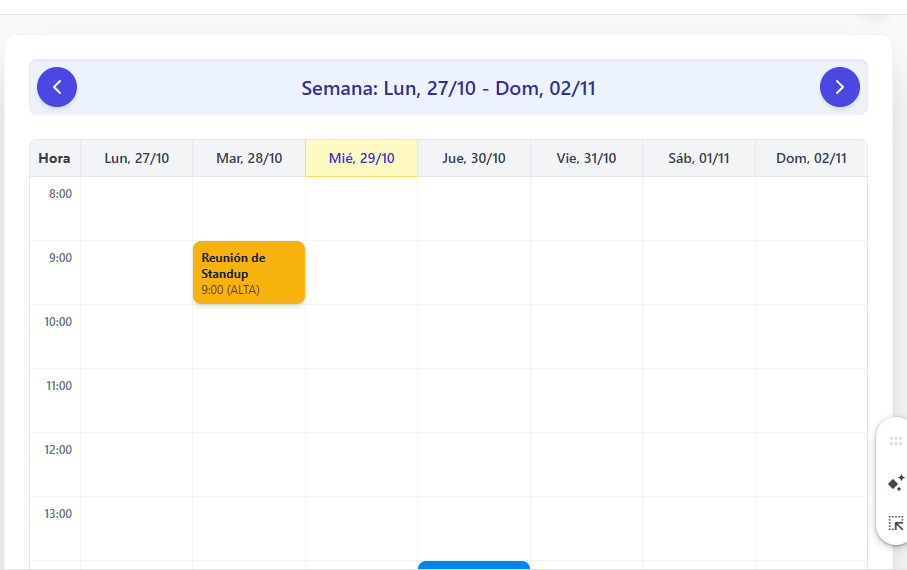 Semana: Lun, 27/10 - Dom, 02/11
Hora Lun, 27/10 Mar, 28/10 Mié, 29/10 Jue, 30/10 Vie, 31/10 Sáb, 01/11 Dom, 02/11
8:00
9:00
Reunión de
Standup
9:00 (ALTA)
10:00
11:00
12:00
13:00